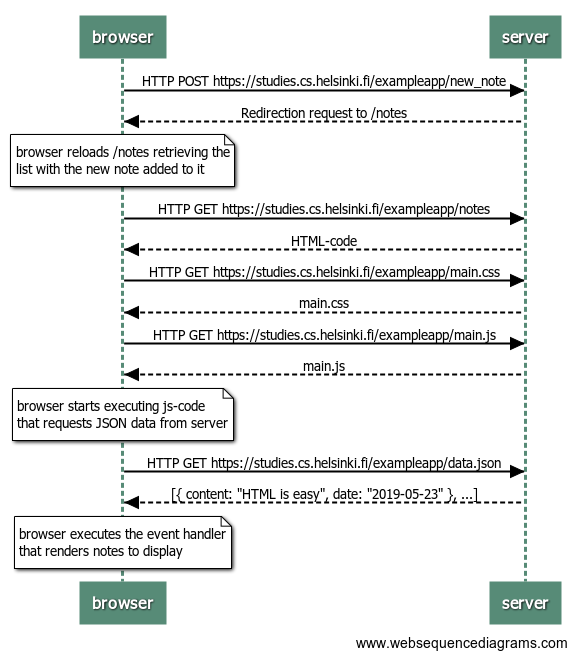 browser server
HTTP POST https://studies.cs.helsinki.fi/exampleapp/new_note
Redirection request to /notes
browser reloads /notes retrieving the
list with the new note added to it
HTTP GET https://studies.cs.helsinki.fi/exampleapp/notes
HTML-code
HTTP GET https://studies.cs.helsinki.fi/exampleapp/main.css
main.css
HTTP GET https://studies.cs.helsinki.fi/exampleapp/main.js
main.js
browser starts executing js-code
that requests JSON data from server
HTTP GET https://studies.cs.helsinki.fi/exampleapp/data.json
[{ content: "HTML is easy", date: "2019-05-23" }, ...]
browser executes the event handler
that renders notes to display
browser server
www.websequencediagrams.com